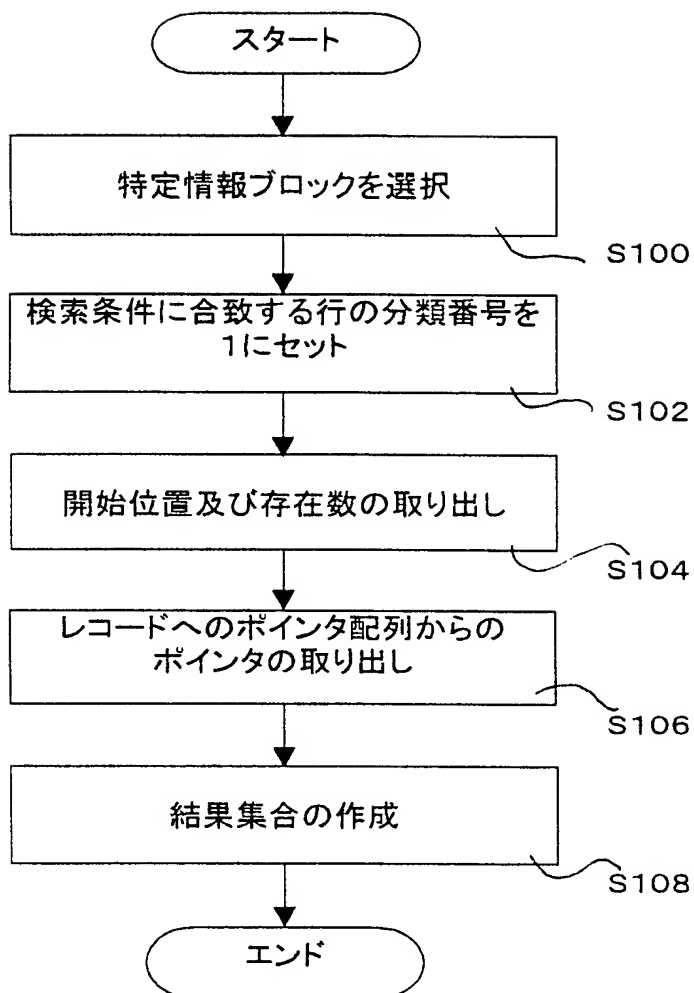 スタート
特定情報ブロックを選択
S100
検索条件に合致する行の分類番号を
1にセット
S102
開始位置及び存在数の取り出し
S104
レコードへのポインタ配列からの
ポインタの取り出し
S106
結果集合の作成
S108
エンド